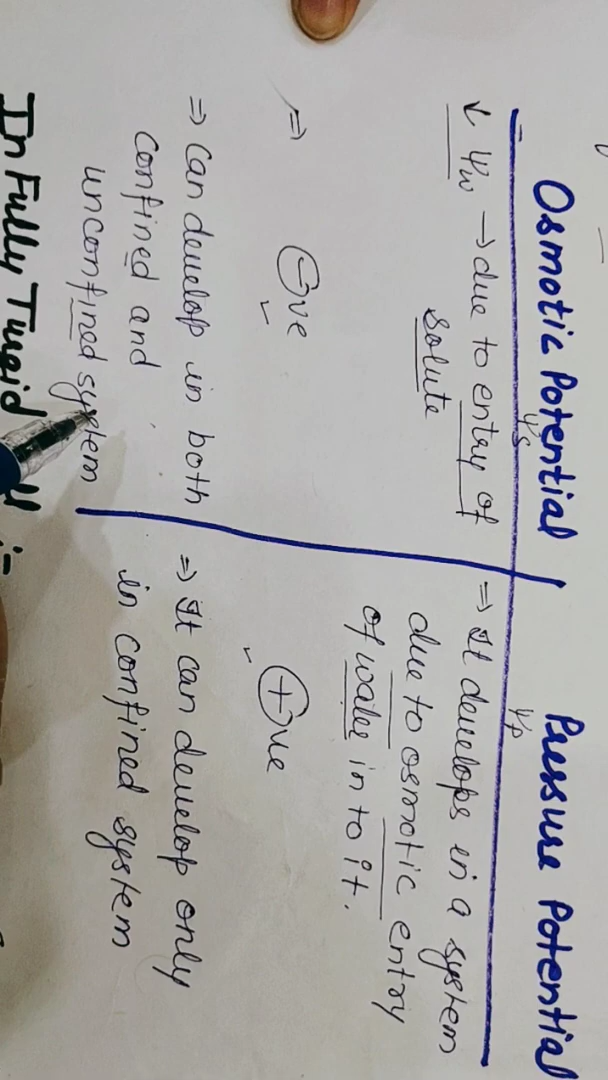 Osmotic Potential
Ψs
↓ Ψw → due to entry of
solute
⇒ ⊖ve
⇒ Can develop in both
confined and
unconfined system
Pressure Potential
Ψp
⇒ It develops in a system
due to osmotic entry
of water in to it.
⊕ve
⇒ It can develop only
in confined system
In Fully